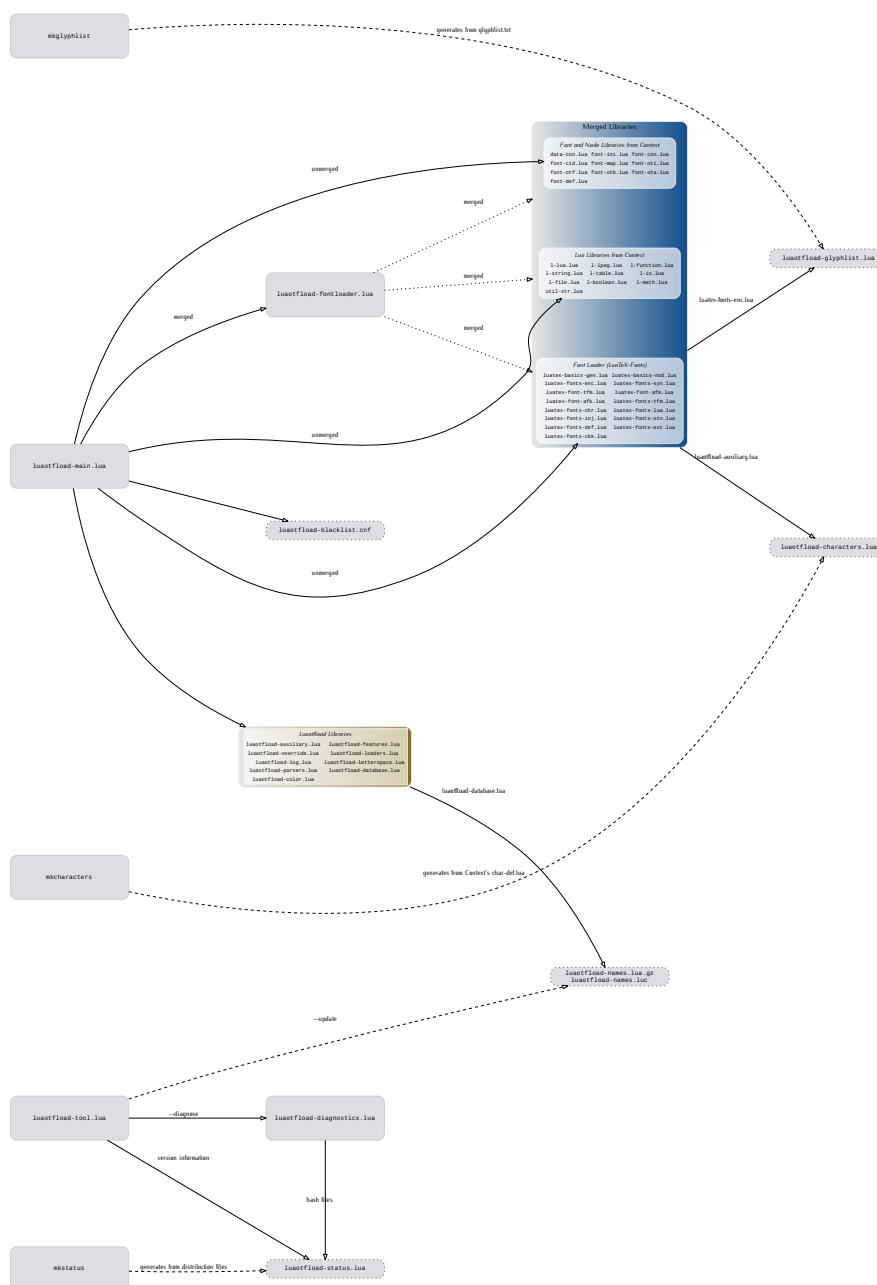 mkglyphlist
generates from glyphlist.txt
Merged Libraries
Font and Node Libraries from Context
data-con.lua font-ini.lua font-con.lua
font-cid.lua font-map.lua font-oti.lua
font-otf.lua font-otb.lua font-ota.lua
font-def.lua
unmerged
merged
luaotfload-glyphlist.lua
Lua Libraries from Context
l-lua.lua l-lpeg.lua l-function.lua
l-string.lua l-table.lua l-io.lua
l-file.lua l-boolean.lua l-math.lua
util-str.lua
merged
luaotfload-fontloader.lua
luatex-fonts-enc.lua
merged
merged
Font Loader (LuaTeX-Fonts)
luatex-basics-gen.lua luatex-basics-nod.lua
luatex-fonts-enc.lua luatex-fonts-syn.lua
luatex-font-tfm.lua luatex-font-afm.lua
luatex-font-afk.lua luatex-fonts-tfm.lua
luatex-fonts-chr.lua luatex-fonts-lua.lua
luatex-fonts-inj.lua luatex-fonts-otn.lua
luatex-fonts-def.lua luatex-fonts-ext.lua
luatex-fonts-cbk.lua
unmerged
luaotfload-auxiliary.lua
luaotfload-main.lua
luaotfload-blacklist.cnf
luaotfload-characters.lua
unmerged
Luaotfload Libraries
luaotfload-auxiliary.lua luaotfload-features.lua
luaotfload-override.lua luaotfload-loaders.lua
luaotfload-log.lua luaotfload-letterspace.lua
luaotfload-parsers.lua luaotfload-database.lua
luaotfload-color.lua
luaotfload-database.lua
mkcharacters
generates from Context's char-def.lua
luaotfload-names.lua.gz
luaotfload-names.luc
--update
luaotfload-tool.lua
--diagnose
luaotfload-diagnostics.lua
version information
hash files
mkstatus
generates from distribution files
luaotfload-status.lua